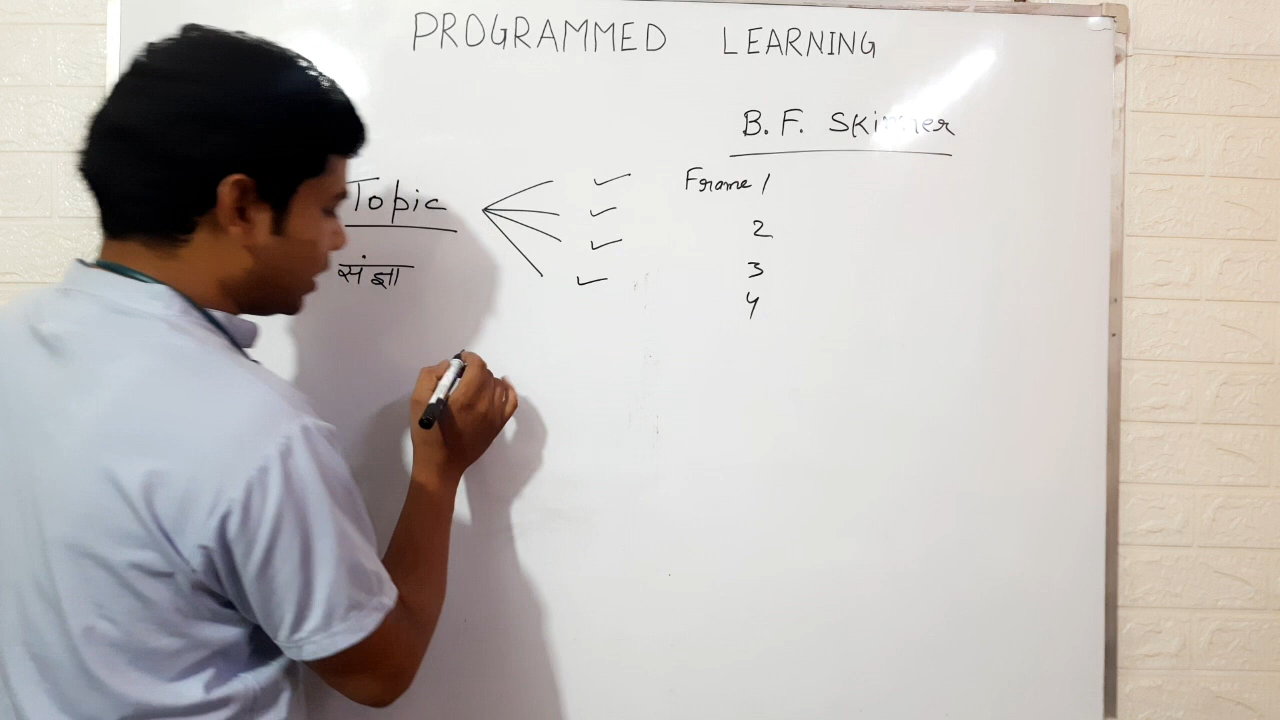 PROGRAMMED LEARNING
B. F. Skinner
Topic
संज्ञा
Frame 1
2
3
4